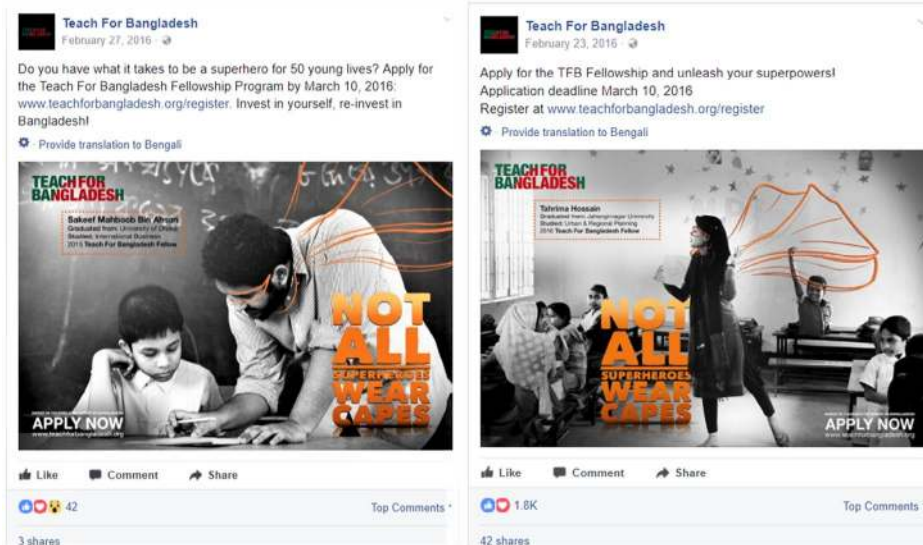 Teach For Bangladesh
February 27, 2016
Do you have what it takes to be a superhero for 50 young lives? Apply for
the Teach For Bangladesh Fellowship Program by March 10, 2016:
www.teachforbangladesh.org/register. Invest in yourself, re-invest in
Bangladesh!
Provide translation to Bengali
TEACH FOR
BANGLADESH
Sakeef Mahboob Bin Ahsan
Graduated from: University of Dhaka
Studied: International Business
2015 Teach For Bangladesh Fellow
NOT
ALL
SUPERHEROES
WEAR
CAPES
APPLY NOW
www.teachforbangladesh.org
Like Comment Share
42 Top Comments
3 shares
Teach For Bangladesh
February 23, 2016
Apply for the TFB Fellowship and unleash your superpowers!
Application deadline March 10, 2016
Register at www.teachforbangladesh.org/register
Provide translation to Bengali
TEACH FOR
BANGLADESH
Tahrima Hossain
Graduated from: Jahangirnagar University
Studied: Urban & Regional Planning
2016 Teach For Bangladesh Fellow
NOT
ALL
SUPERHEROES
WEAR
CAPES
APPLY NOW
www.teachforbangladesh.org
Like Comment Share
1.8K Top Comments
42 shares